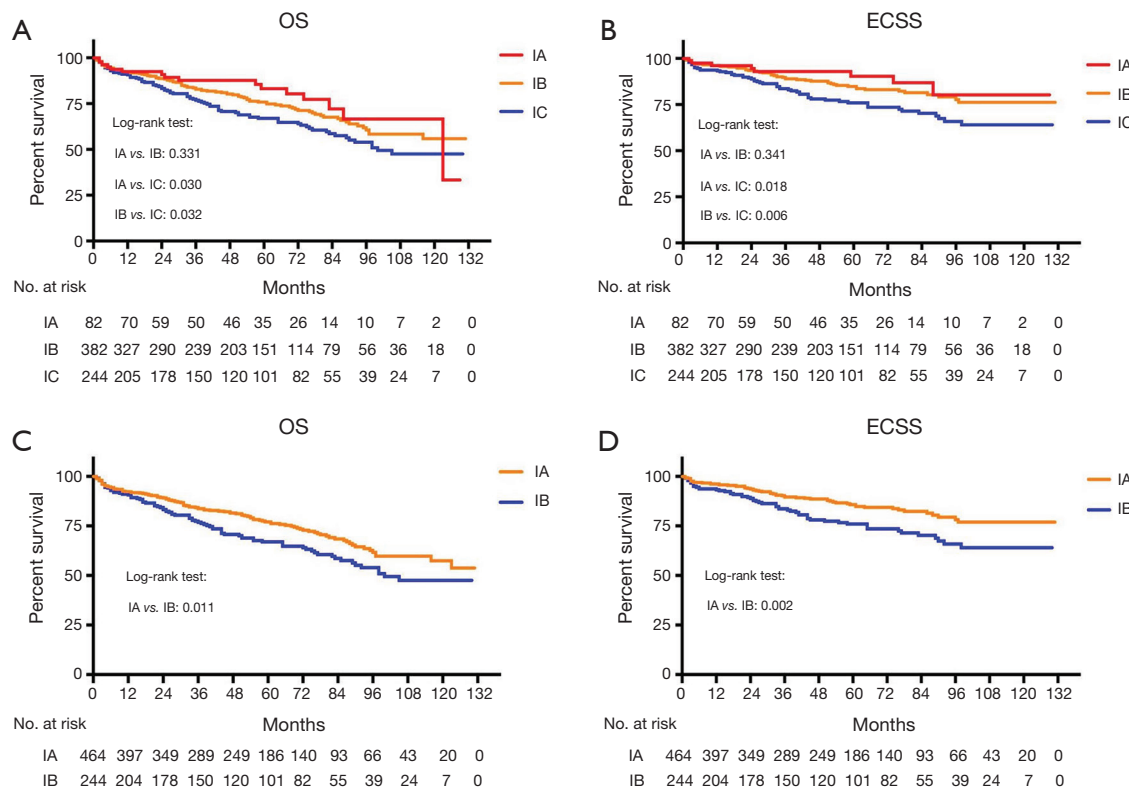 A
OS
Percent survival
100
75
50
25
0
IA
IB
IC
Log-rank test:
IA vs. IB: 0.331
IA vs. IC: 0.030
IB vs. IC: 0.032
0 12 24 36 48 60 72 84 96 108 120 132
No. at risk
Months
IA 82 70 59 50 46 35 26 14 10 7 2 0
IB 382 327 290 239 203 151 114 79 56 36 18 0
IC 244 205 178 150 120 101 82 55 39 24 7 0
B
ECSS
Percent survival
100
75
50
25
0
IA
IB
IC
Log-rank test:
IA vs. IB: 0.341
IA vs. IC: 0.018
IB vs. IC: 0.006
0 12 24 36 48 60 72 84 96 108 120 132
No. at risk
Months
IA 82 70 59 50 46 35 26 14 10 7 2 0
IB 382 327 290 239 203 151 114 79 56 36 18 0
IC 244 205 178 150 120 101 82 55 39 24 7 0
C
OS
Percent survival
100
75
50
25
0
IA
IB
Log-rank test:
IA vs. IB: 0.011
0 12 24 36 48 60 72 84 96 108 120 132
No. at risk
Months
IA 464 397 349 289 249 186 140 93 66 43 20 0
IB 244 204 178 150 120 101 82 55 39 24 7 0
D
ECSS
Percent survival
100
75
50
25
0
IA
IB
Log-rank test:
IA vs. IB: 0.002
0 12 24 36 48 60 72 84 96 108 120 132
No. at risk
Months
IA 464 397 349 289 249 186 140 93 66 43 20 0
IB 244 204 178 150 120 101 82 55 39 24 7 0